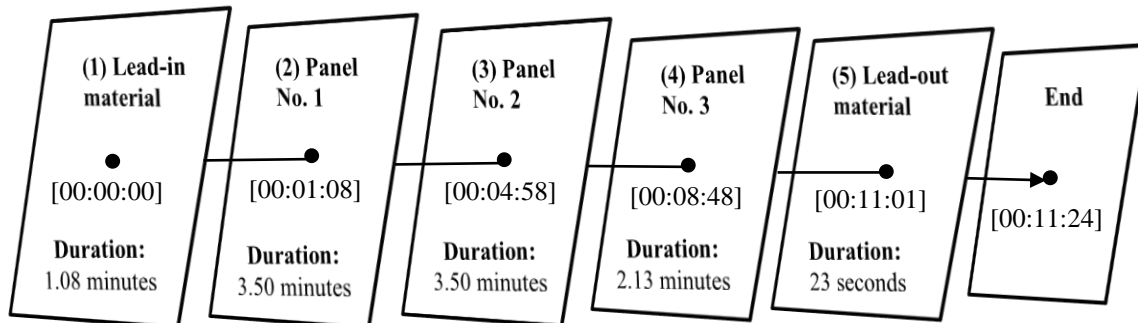 (1) Lead-in
material
[00:00:00]
Duration:
1.08 minutes
(2) Panel
No. 1
[00:01:08]
Duration:
3.50 minutes
(3) Panel
No. 2
[00:04:58]
Duration:
3.50 minutes
(4) Panel
No. 3
[00:08:48]
Duration:
2.13 minutes
(5) Lead-out
material
[00:11:01]
Duration:
23 seconds
End
[00:11:24]